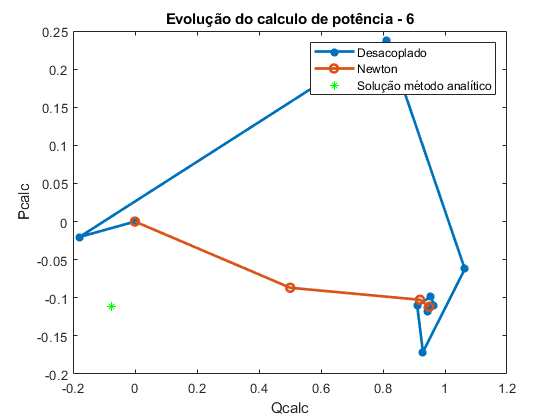 Evolução do calculo de potência - 6
0.25
0.2
0.15
0.1
0.05
0
-0.05
-0.1
-0.15
-0.2
Pcalc
Desacoplado
Newton
Solução método analítico
-0.2 0 0.2 0.4 0.6 0.8 1 1.2
Qcalc